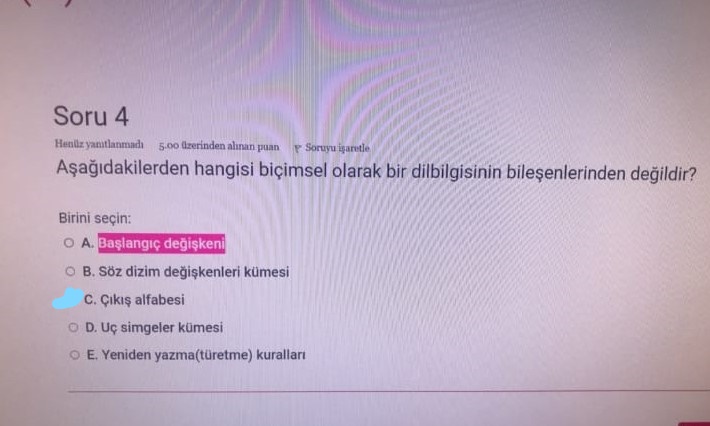 Soru 4
Henüz yanıtlanmadı 5.00 üzerinden alınan puan Soruyu işaretle
Aşağıdakilerden hangisi biçimsel olarak bir dilbilgisinin bileşenlerinden değildir?
Birini seçin:
A. Başlangıç değişkeni
B. Söz dizim değişkenleri kümesi
C. Çıkış alfabesi
D. Uç simgeler kümesi
E. Yeniden yazma(türetme) kuralları